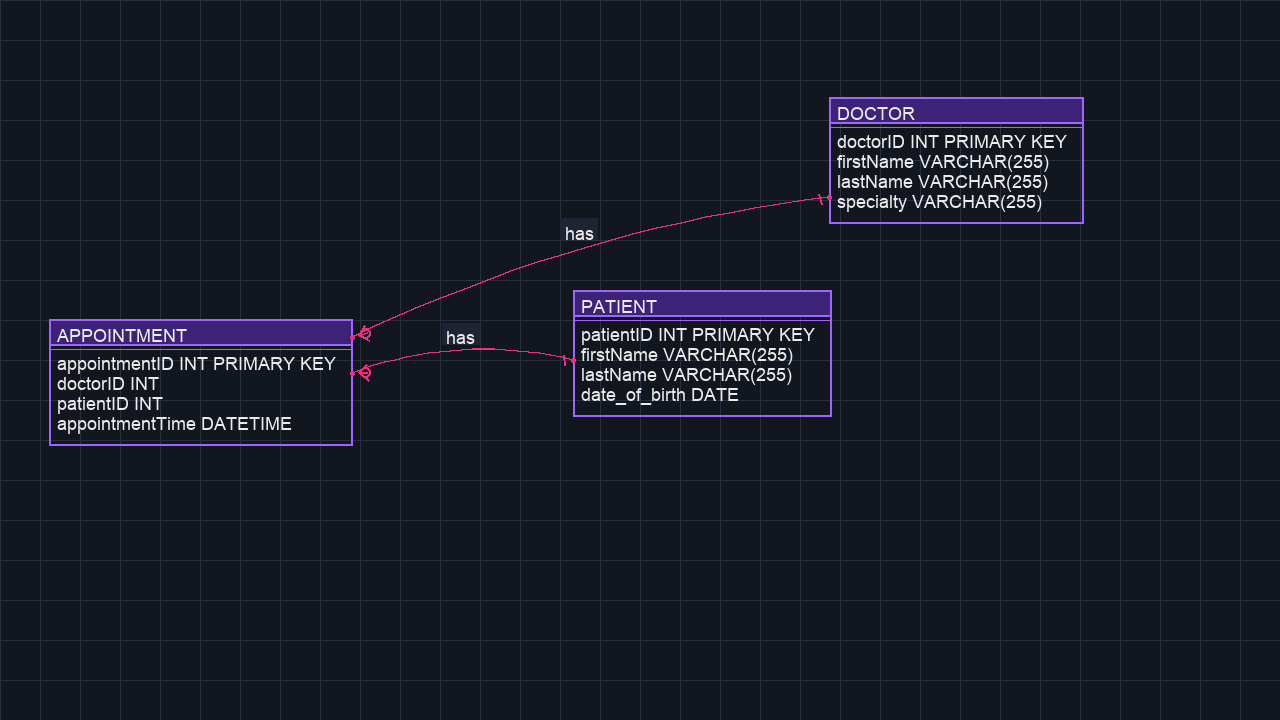 DOCTOR
doctorID INT PRIMARY KEY
firstName VARCHAR(255)
lastName VARCHAR(255)
specialty VARCHAR(255)
has
PATIENT
patientID INT PRIMARY KEY
firstName VARCHAR(255)
lastName VARCHAR(255)
date_of_birth DATE
has
APPOINTMENT
appointmentID INT PRIMARY KEY
doctorID INT
patientID INT
appointmentTime DATETIME